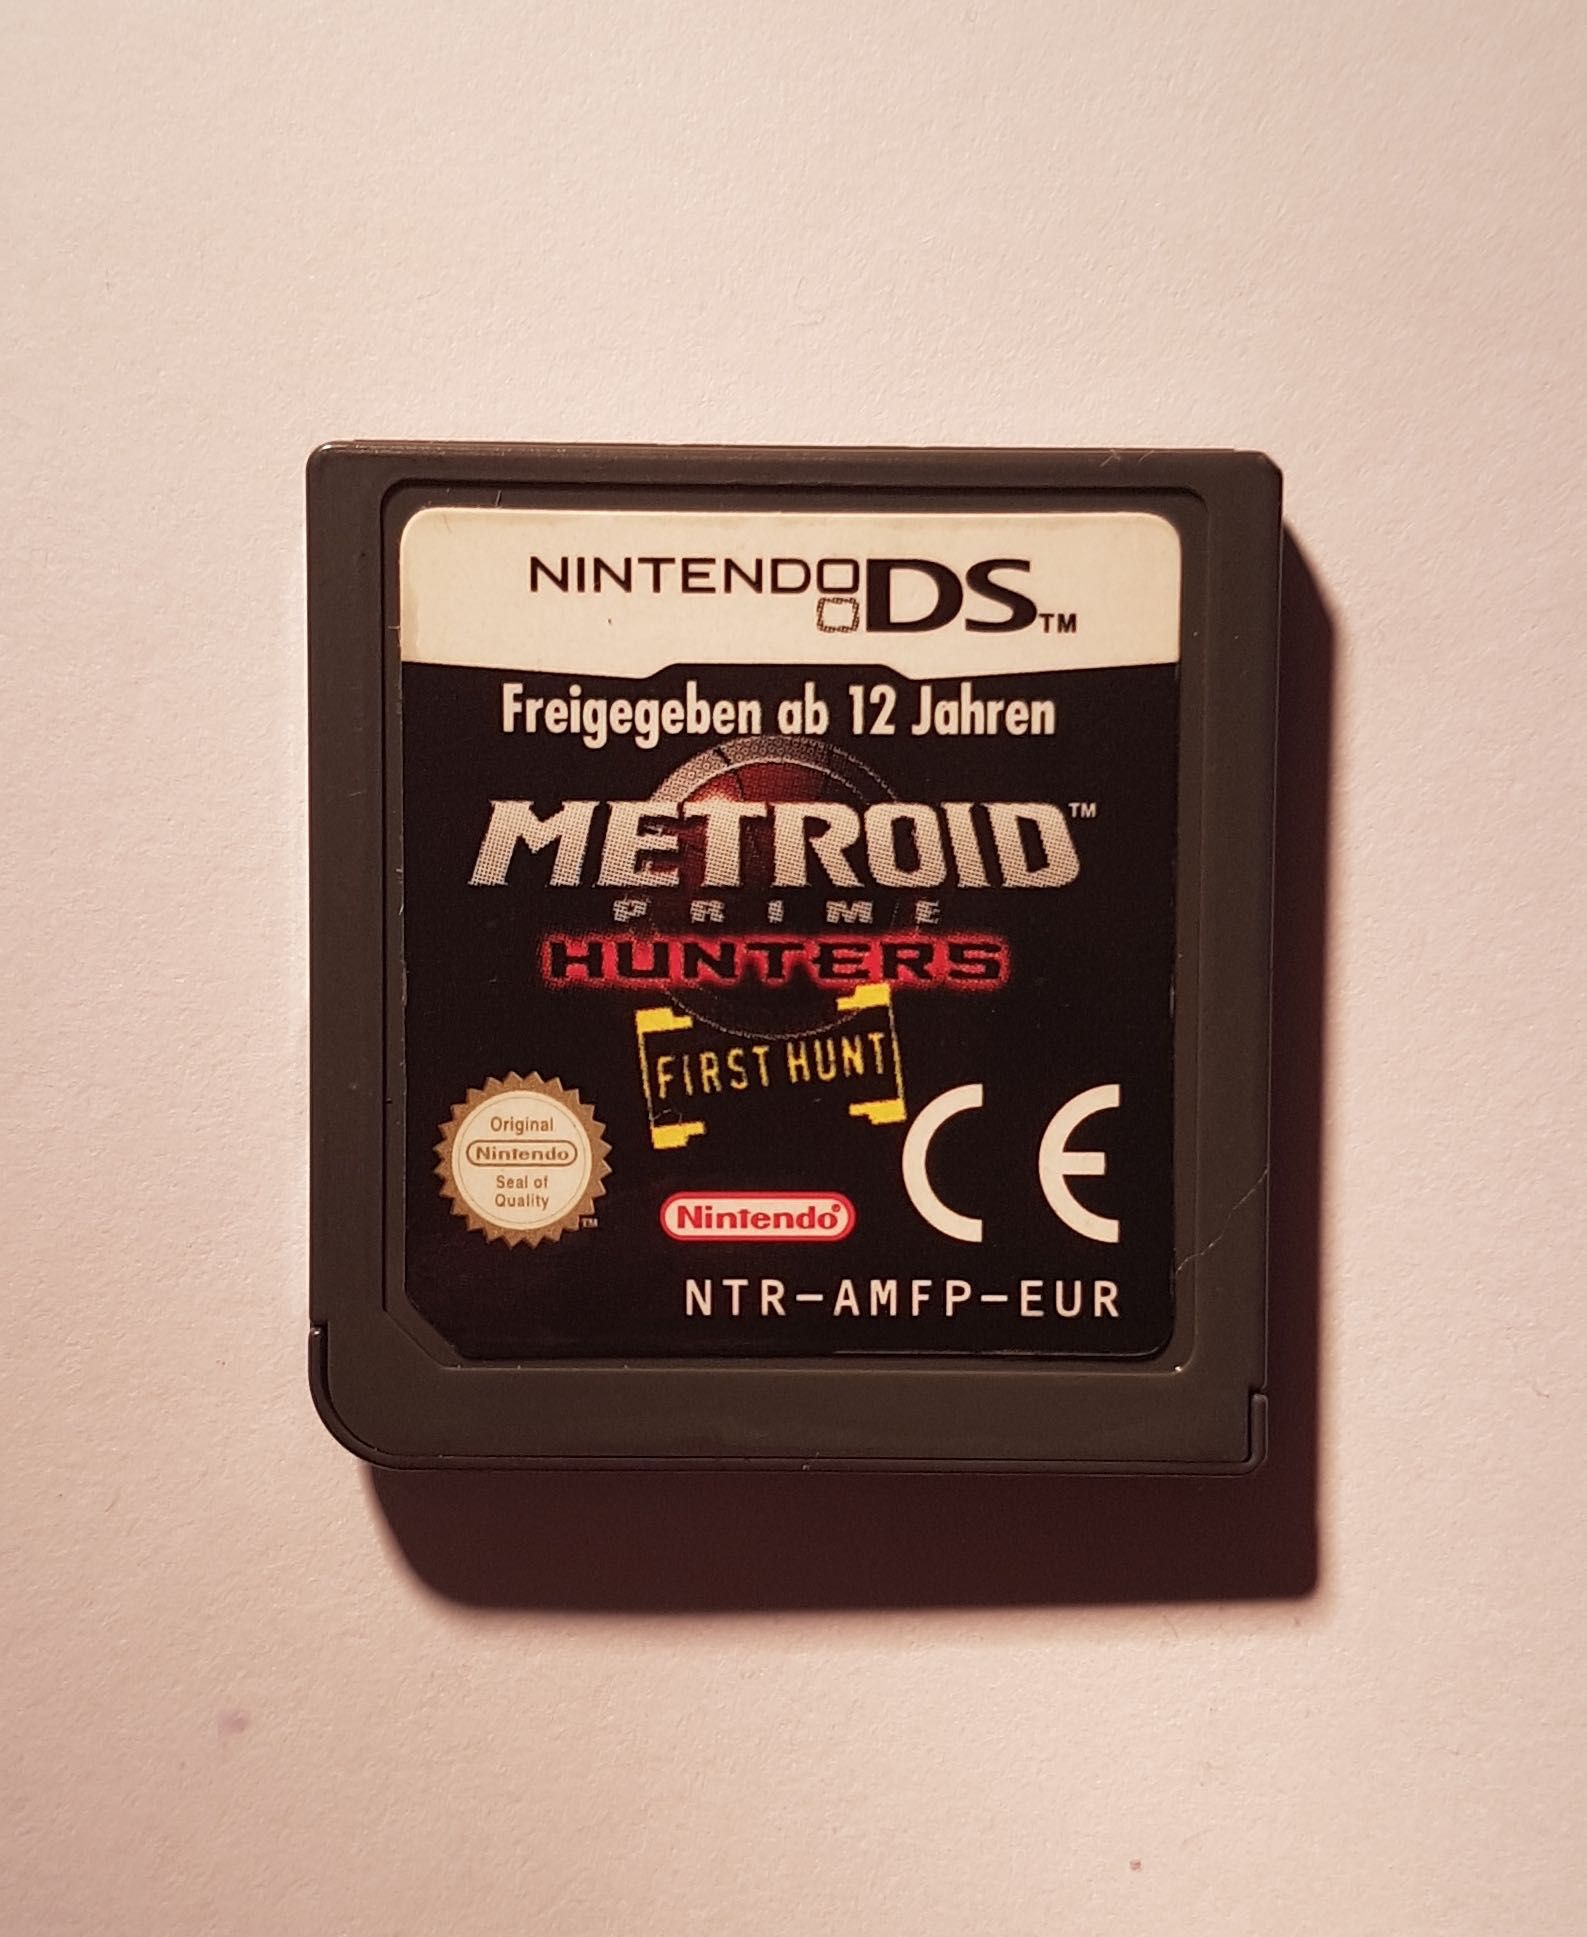 NINTENDO DS™
Freigegeben ab 12 Jahren
METROID™
PRIME
HUNTERS
FIRST HUNT
Original
Nintendo
Seal of
Quality
™
Nintendo®
CE
NTR-AMFP-EUR